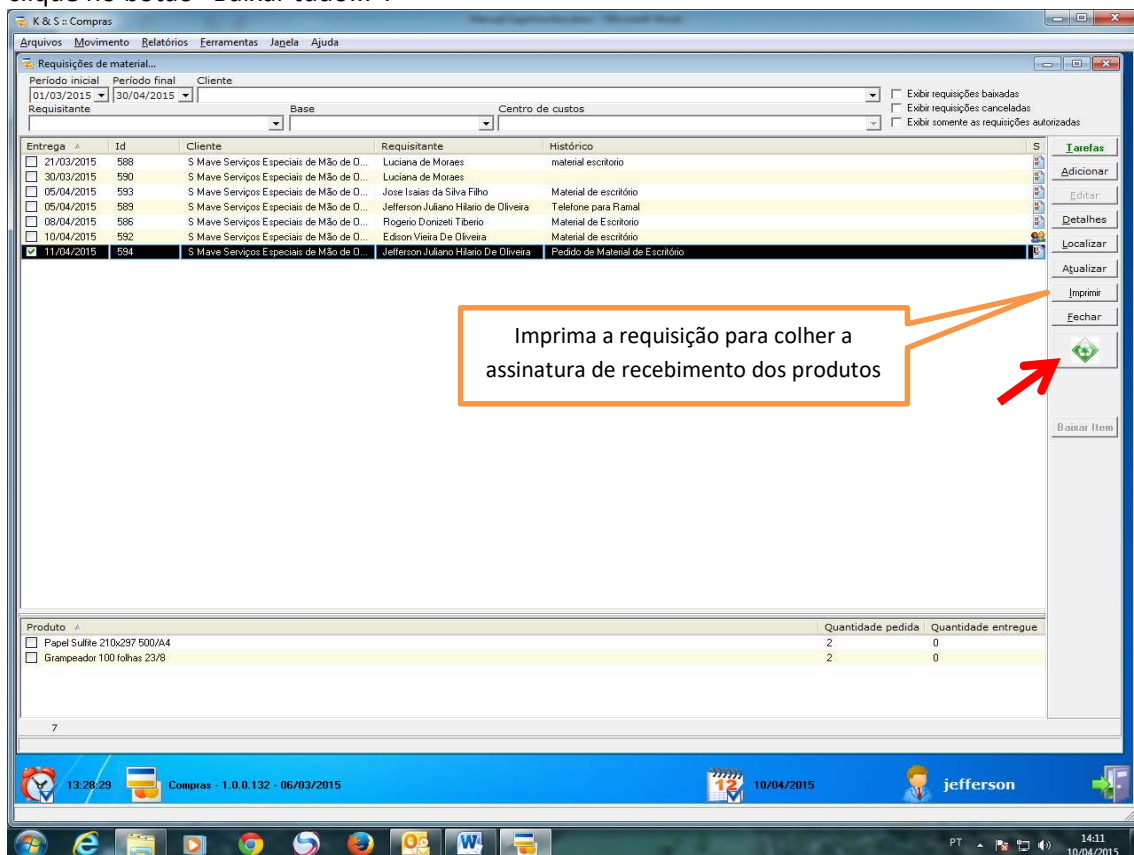 K & S :: Compras
Arquivos Movimento Relatórios Ferramentas Janela Ajuda
Requisições de material...
Período inicial Período final Cliente
01/03/2015 30/04/2015
Exibir requisições baixadas
Requisitante Base Centro de custos
Exibir requisições canceladas
Exibir somente as requisições autorizadas
Entrega Id Cliente Requisitante Histórico S
21/03/2015 588 S Mave Serviços Especiais de Mão de O... Luciana de Moraes material escritorio
30/03/2015 590 S Mave Serviços Especiais de Mão de O... Luciana de Moraes
05/04/2015 593 S Mave Serviços Especiais de Mão de O... Jose Isaias da Silva Filho Material de escritório
05/04/2015 589 S Mave Serviços Especiais de Mão de O... Jefferson Juliano Hilario de Oliveira Telefone para Ramal
08/04/2015 586 S Mave Serviços Especiais de Mão de O... Rogerio Donizeti Tiberio Material de Escritorio
10/04/2015 592 S Mave Serviços Especiais de Mão de O... Edison Vieira De Oliveira Material de escritório
11/04/2015 594 S Mave Serviços Especiais de Mão de O... Jefferson Juliano Hilario De Oliveira Pedido de Material de Escritório
Tarefas
Adicionar
Editar
Detalhes
Localizar
Atualizar
Imprimir
Fechar
Baixar Item
Imprima a requisição para colher a
assinatura de recebimento dos produtos
Produto Quantidade pedida Quantidade entregue
Papel Sulfite 210x297 500/A4 2 0
Grampeador 100 folhas 23/8 2 0
7
13:28:29 Compras - 1.0.0.132 - 06/03/2015 12 10/04/2015 jefferson
PT 14:11
10/04/2015